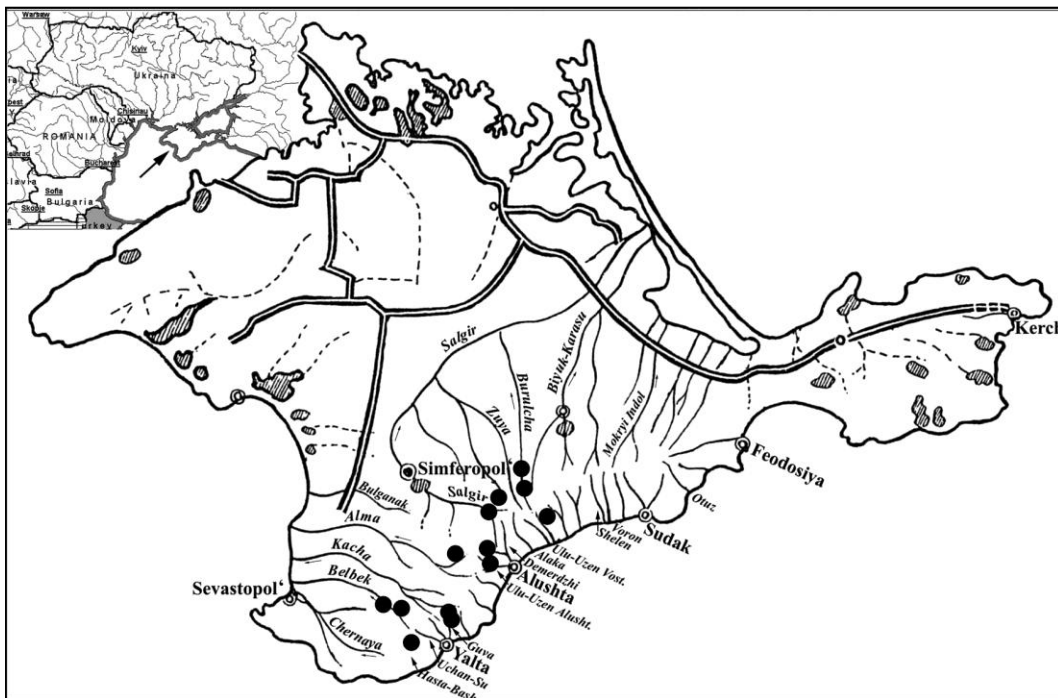 Warsaw
Kyiv
Ukraina
Chisinau
Moldova
ROMANIA
Bucharest
Sofia
Bulgaria
Skopje
Turkey
Kerch
Salgir
Biyuk-Karasu
Burulcha
Zuya
Mokryi Indol
Feodosiya
Simferopol‘
Salgir
Otuz
Bulganak
Sudak
Voron
Shelen
Alma
Ulu-Uzen Vost.
Alaka
Demerdzhi
Kacha
Alushta
Ulu-Uzen Alusht.
Belbek
Sevastopol‘
Chernaya
Guva
Yalta
Uchan-Su